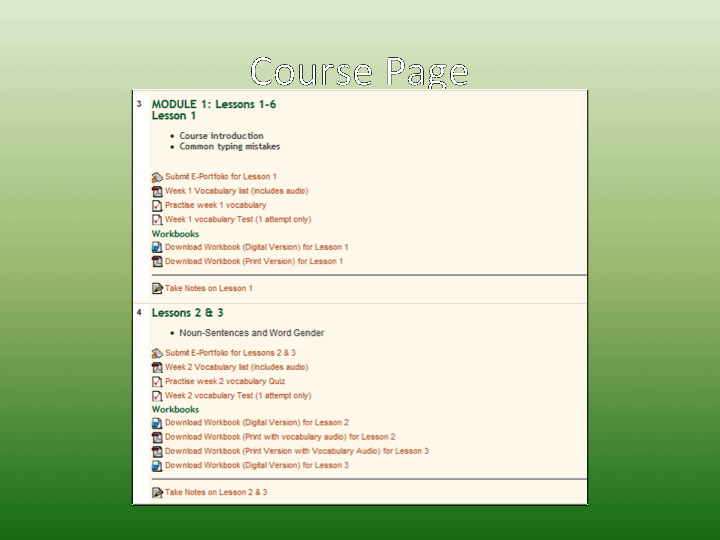 Course Page
3
MODULE 1: Lessons 1-6
Lesson 1
• Course introduction
• Common typing mistakes
Submit E-Portfolio for Lesson 1
Week 1 Vocabulary list (includes audio)
Practise week 1 vocabulary
Week 1 vocabulary Test (1 attempt only)
Workbooks
Download Workbook (Digital Version) for Lesson 1
Download Workbook (Print Version) for Lesson 1
Take Notes on Lesson 1
4
Lessons 2 & 3
• Noun-Sentences and Word Gender
Submit E-Portfolio for Lessons 2 & 3
Week 2 Vocabulary list (includes audio)
Practise week 2 vocabulary Quiz
Week 2 vocabulary Test (1 attempt only)
Workbooks
Download Workbook (Digital Version) for Lesson 2
Download Workbook (Print with vocabulary audio) for Lesson 2
Download Workbook (Print Version with Vocabulary Audio) for Lesson 3
Download Workbook (Digital Version) for Lesson 3
Take Notes on Lesson 2 & 3